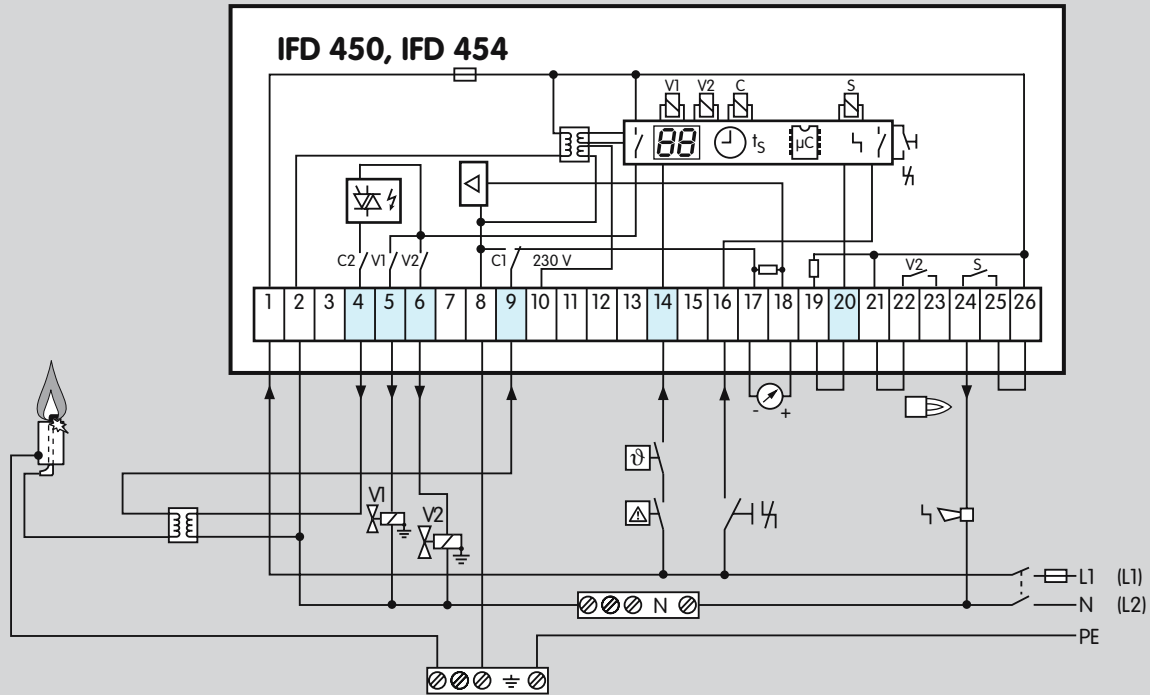 IFD 450, IFD 454
V1 V2 C S
88 tS µC
C2 V1 V2 C1 230 V V2 S
1 2 3 4 5 6 7 8 9 10 11 12 13 14 15 16 17 18 19 20 21 22 23 24 25 26
- +
ϑ
V1
V2
L1 (L1)
N N (L2)
PE